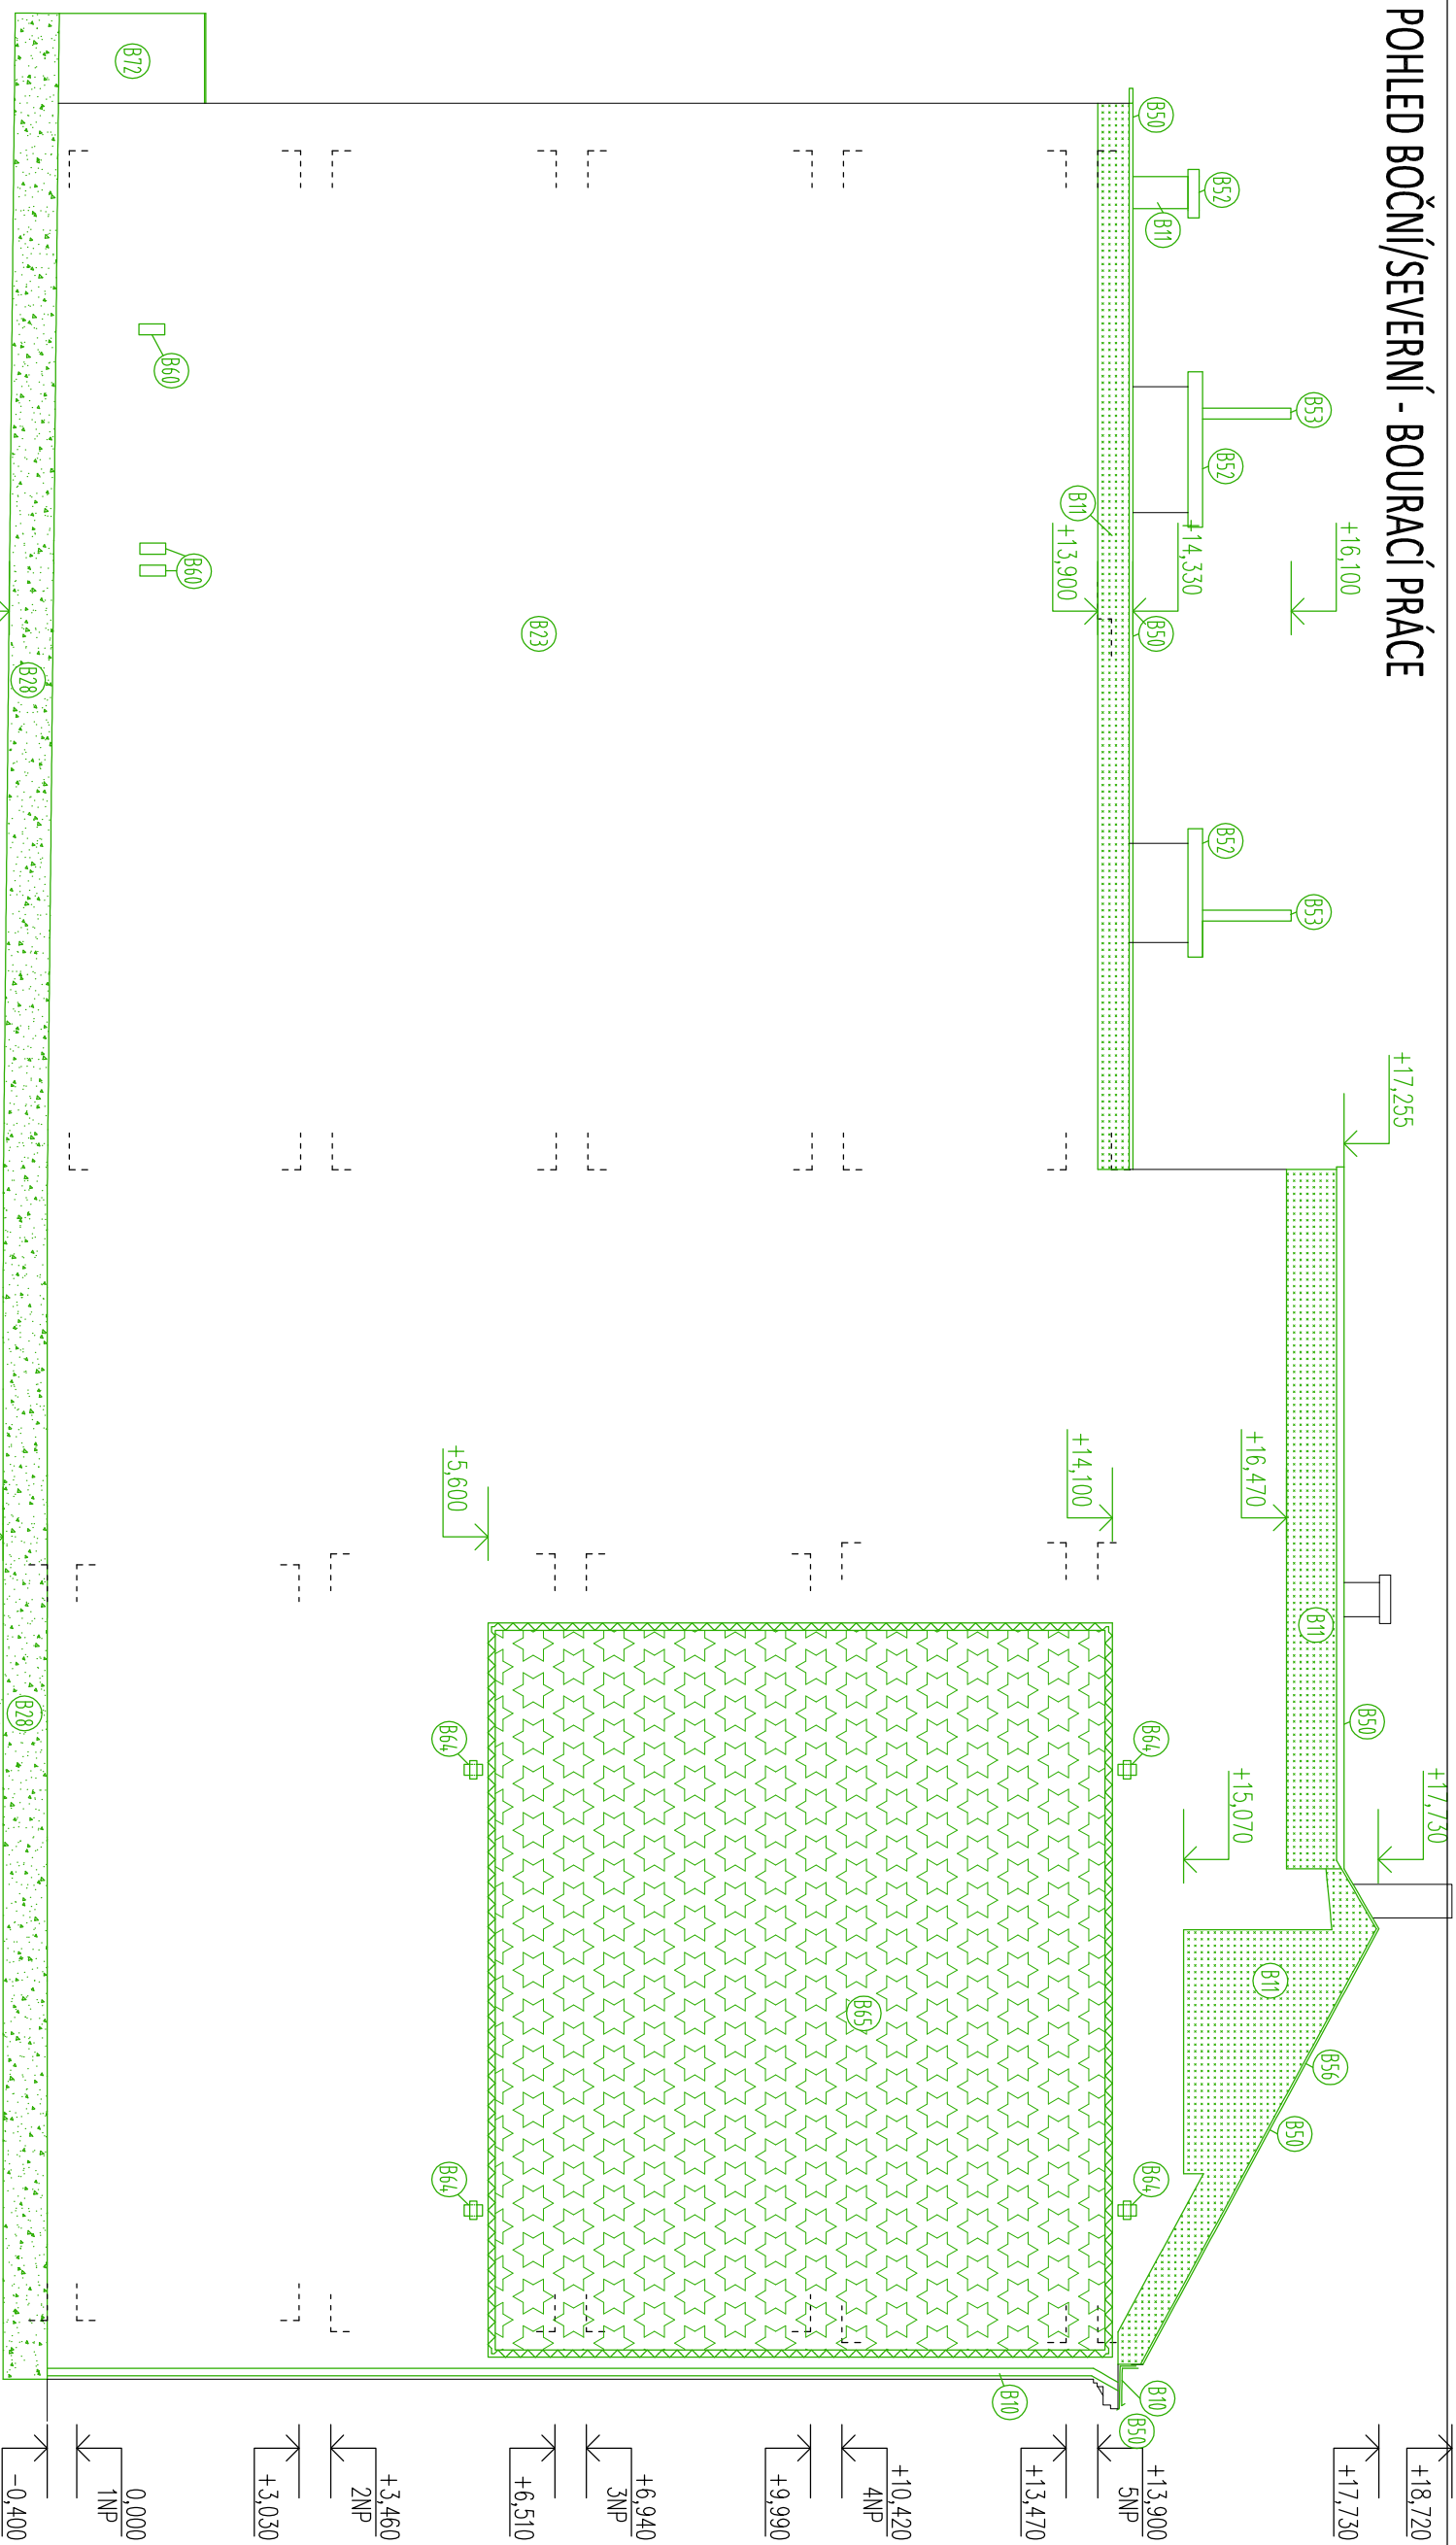 POHLED BOČNÍ/SEVERNÍ - BOURACÍ PRÁCE
+18,720
+17,730
+17,730
+17,255
B50
+16,100
B53
B53
B56
B11
B50
B11
+16,470
+15,070
B52
B52
B52
+14,330
B50
B11
B50
B64
B64
B10
B50
+13,900
5NP
B11
+13,900
+14,100
+13,470
B10
B65
+10,420
4NP
+9,990
+6,940
3NP
+6,510
B23
+5,600
B64
B64
+3,460
2NP
+3,030
B60
B60
B72
0,000
1NP
B28
B28
-0,400